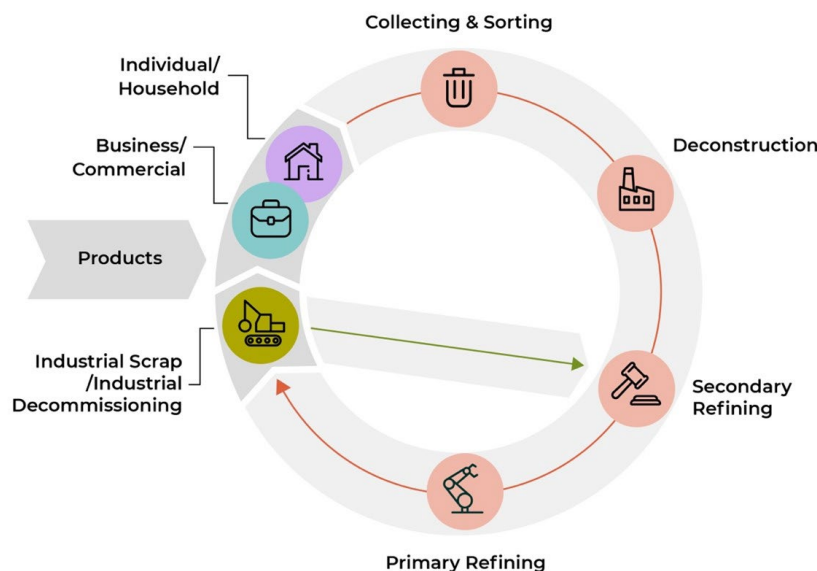 Collecting & Sorting
Individual/
Household
Business/
Commercial
Deconstruction
Products
Industrial Scrap
/Industrial
Decommissioning
Secondary
Refining
Primary Refining